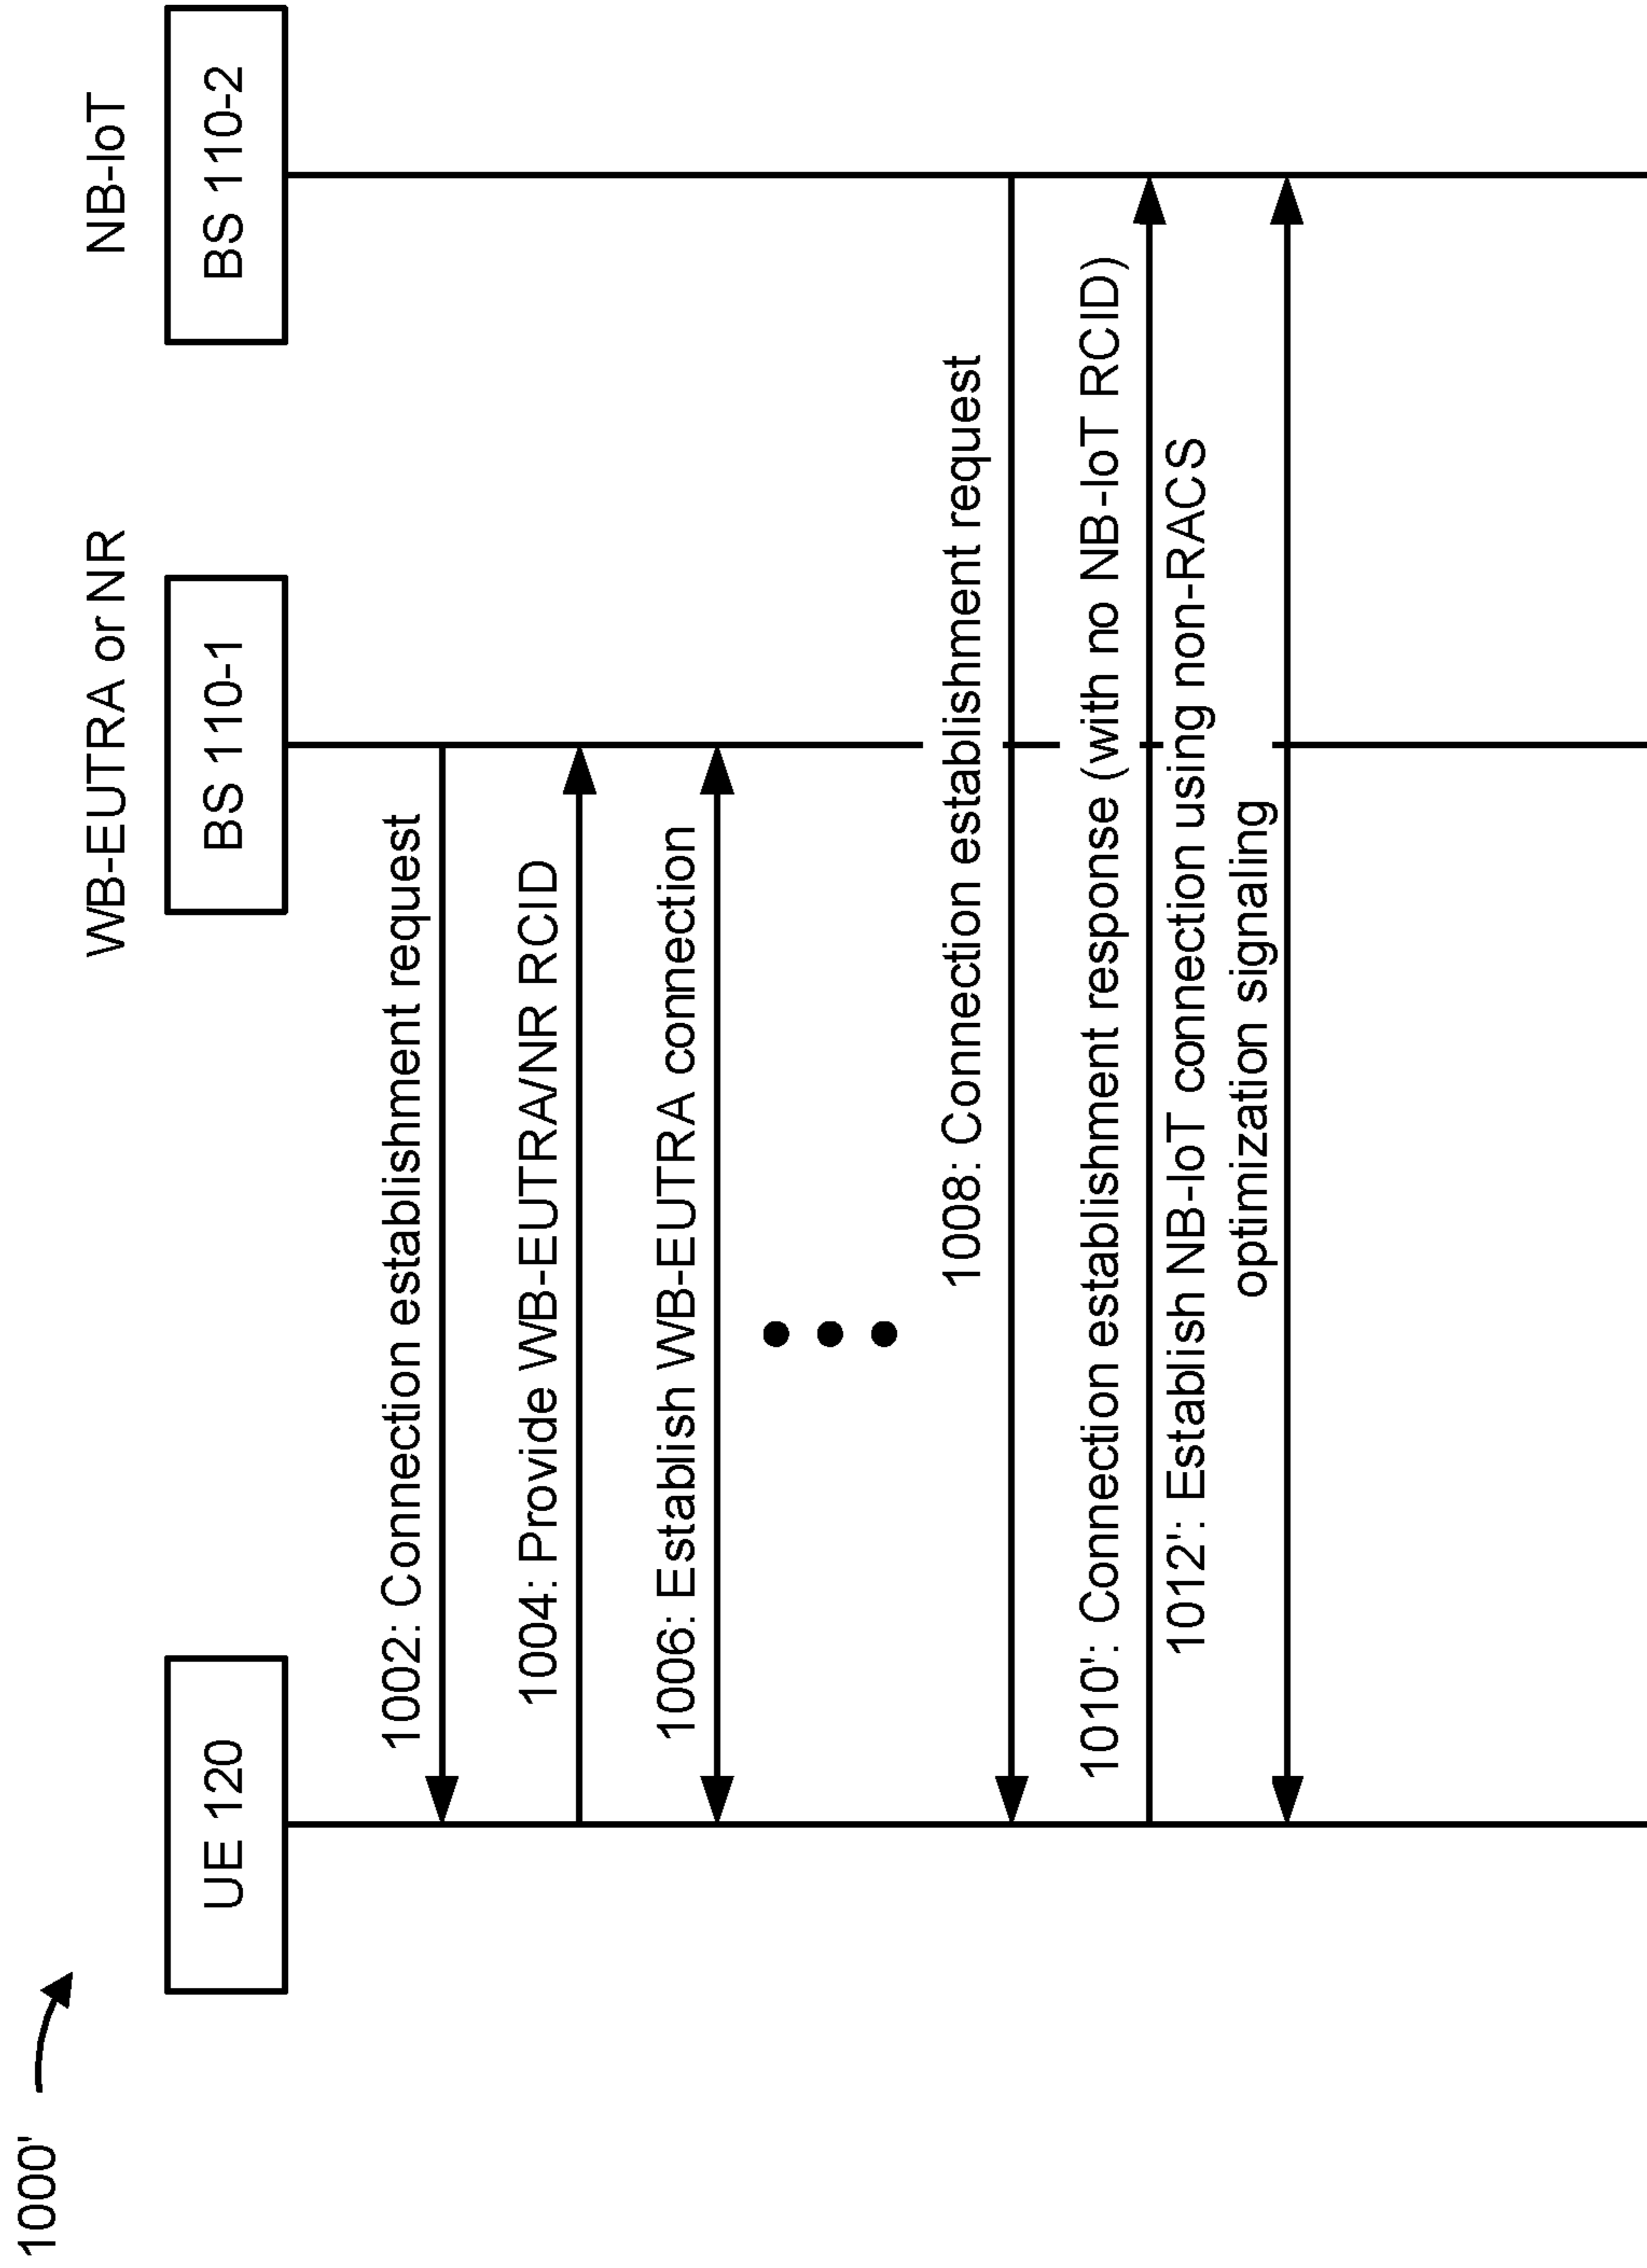 1000'
WB-EUTRA or NR
NB-IoT
UE 120
BS 110-1
BS 110-2
1002: Connection establishment request
1004: Provide WB-EUTRA/NR RCID
1006: Establish WB-EUTRA connection
1008: Connection establishment request
1010': Connection establishment response (with no NB-IoT RCID)
1012': Establish NB-IoT connection using non-RACS
optimization signaling